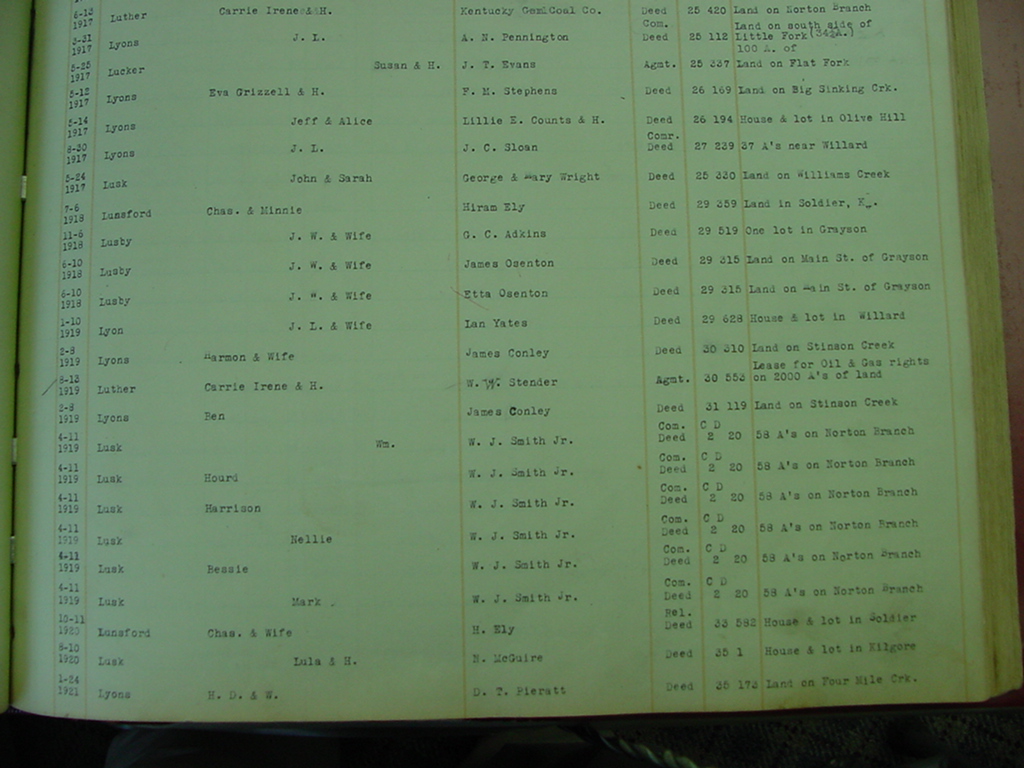 6-13 1917 Luther Carrie Irene & H. Kentucky Gem Coal Co. Deed 25 420 Land on Norton Branch
3-31 1917 Lyons J. L. A. N. Pennington Com. Deed 25 112 Land on south side of Little Fork (34½A.) 100 A. of
5-25 1917 Lucker Susan & H. J. T. Evans Agmt. 25 337 Land on Flat Fork
5-12 1917 Lyons Eva Grizzell & H. F. M. Stephens Deed 26 169 Land on Big Sinking Crk.
5-14 1917 Lyons Jeff & Alice Lillie E. Counts & H. Deed 26 194 House & lot in Olive Hill
8-30 1917 Lyons J. L. J. C. Sloan Comr. Deed 27 239 37 A's near Willard
5-24 1917 Lusk John & Sarah George & Mary Wright Deed 25 330 Land on Williams Creek
7-6 1918 Lunsford Chas. & Minnie Hiram Ely Deed 29 359 Land in Soldier, Ky.
11-6 1918 Lusby J. W. & Wife G. C. Adkins Deed 29 519 One lot in Grayson
6-10 1918 Lusby J. W. & Wife James Osenton Deed 29 315 Land on Main St. of Grayson
6-10 1918 Lusby J. W. & Wife Etta Osenton Deed 29 315 Land on Main St. of Grayson
1-10 1919 Lyon J. L. & Wife Ian Yates Deed 29 628 House & lot in Willard
2-8 1919 Lyons Harmon & Wife James Conley Deed 30 310 Land on Stinson Creek
8-13 1919 Luther Carrie Irene & H. W. W. Stender Agmt. 30 553 Lease for Oil & Gas rights on 2000 A's of land
2-8 1919 Lyons Ben James Conley Deed 31 119 Land on Stinson Creek
4-11 1919 Lusk Wm. W. J. Smith Jr. Com. Deed C D 2 20 58 A's on Norton Branch
4-11 1919 Lusk Hourd W. J. Smith Jr. Com. Deed C D 2 20 58 A's on Norton Branch
4-11 1919 Lusk Harrison W. J. Smith Jr. Com. Deed C D 2 20 58 A's on Norton Branch
4-11 1919 Lusk Nellie W. J. Smith Jr. Com. Deed C D 2 20 58 A's on Norton Branch
4-11 1919 Lusk Bessie W. J. Smith Jr. Com. Deed C D 2 20 58 A's on Norton Branch
4-11 1919 Lusk Mark W. J. Smith Jr. Com. Deed C D 2 20 58 A's on Norton Branch
10-11 1920 Lunsford Chas. & Wife H. Ely Rel. Deed 33 582 House & lot in Soldier
8-10 1920 Lusk Lula & H. N. McGuire Deed 35 1 House & lot in Kilgore
1-24 1921 Lyons H. D. & W. D. T. Pieratt Deed 35 173 Land on Four Mile Crk.